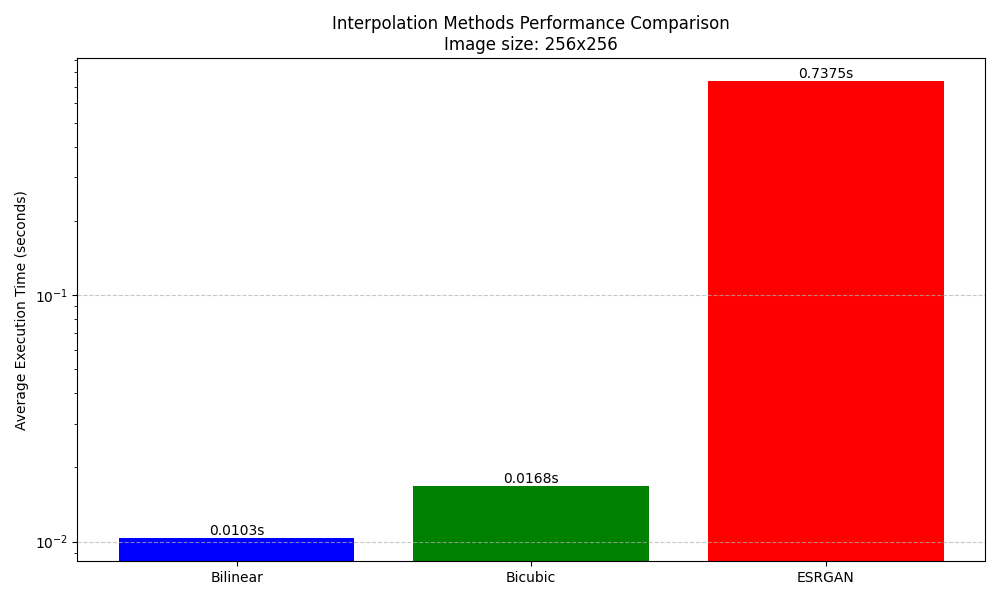 Interpolation Methods Performance Comparison
Image size: 256x256
Average Execution Time (seconds)
10⁻¹
10⁻²
0.0103s
0.0168s
0.7375s
Bilinear
Bicubic
ESRGAN